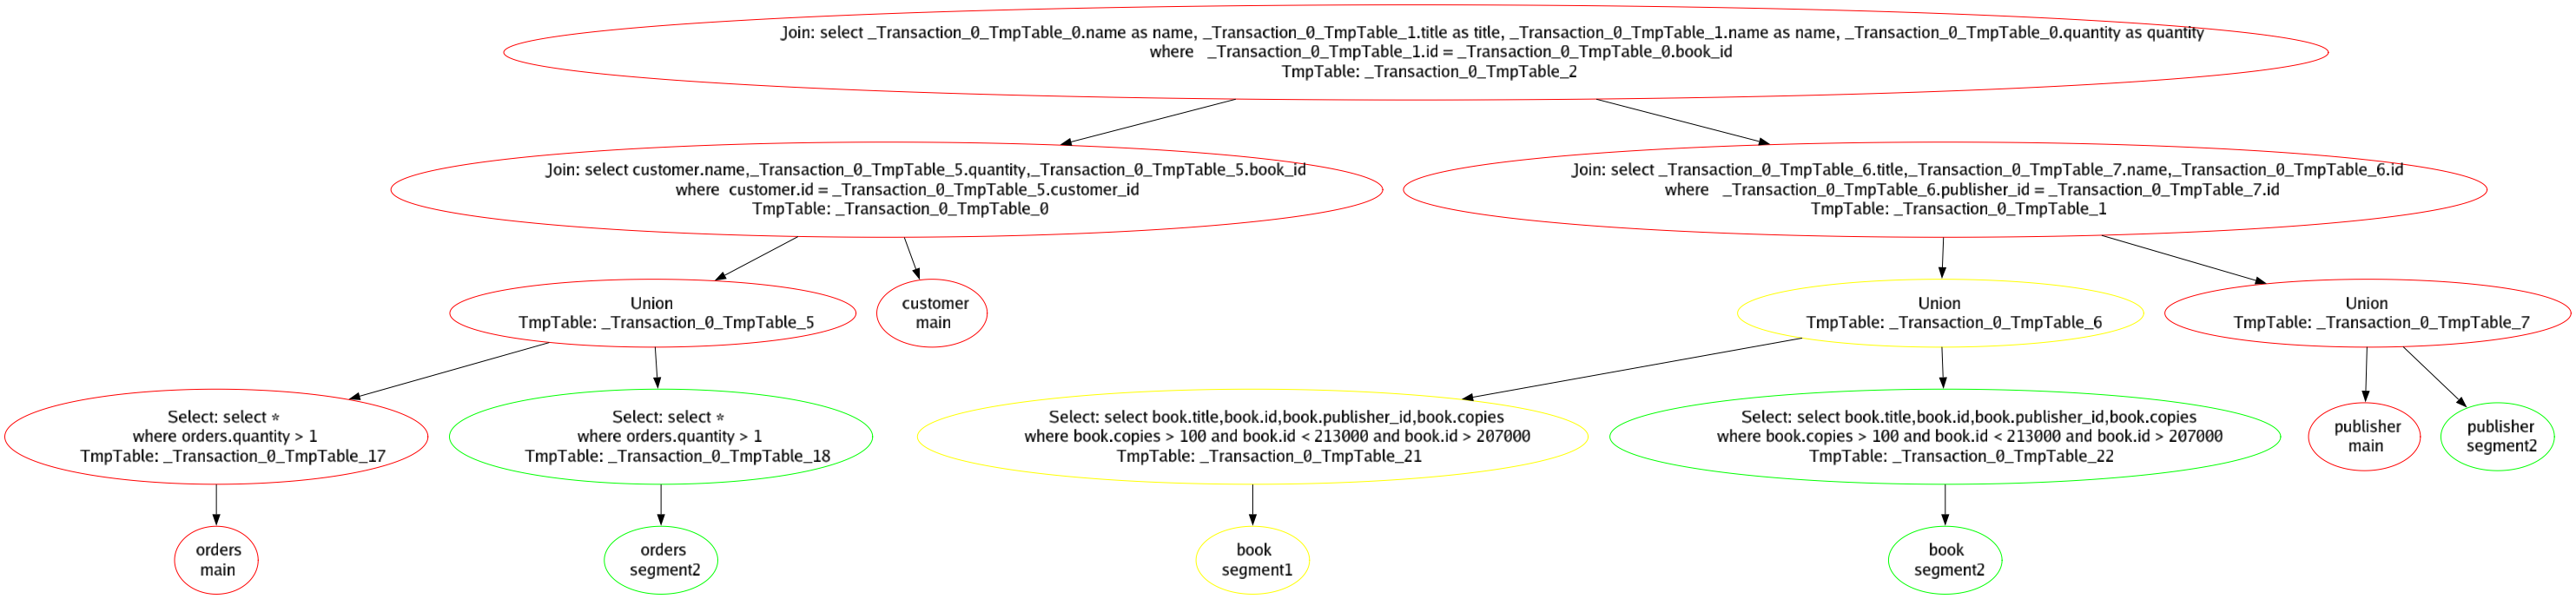 Join: select _Transaction_0_TmpTable_0.name as name, _Transaction_0_TmpTable_1.title as title, _Transaction_0_TmpTable_1.name as name, _Transaction_0_TmpTable_0.quantity as quantity
where   _Transaction_0_TmpTable_1.id = _Transaction_0_TmpTable_0.book_id
TmpTable: _Transaction_0_TmpTable_2
Join: select customer.name,_Transaction_0_TmpTable_5.quantity,_Transaction_0_TmpTable_5.book_id
where  customer.id = _Transaction_0_TmpTable_5.customer_id
TmpTable: _Transaction_0_TmpTable_0
Join: select _Transaction_0_TmpTable_6.title,_Transaction_0_TmpTable_7.name,_Transaction_0_TmpTable_6.id
where   _Transaction_0_TmpTable_6.publisher_id = _Transaction_0_TmpTable_7.id
TmpTable: _Transaction_0_TmpTable_1
Union
TmpTable: _Transaction_0_TmpTable_5
customer
main
Union
TmpTable: _Transaction_0_TmpTable_6
Union
TmpTable: _Transaction_0_TmpTable_7
Select: select *
where orders.quantity > 1
TmpTable: _Transaction_0_TmpTable_17
Select: select *
where orders.quantity > 1
TmpTable: _Transaction_0_TmpTable_18
Select: select book.title,book.id,book.publisher_id,book.copies
where book.copies > 100 and book.id < 213000 and book.id > 207000
TmpTable: _Transaction_0_TmpTable_21
Select: select book.title,book.id,book.publisher_id,book.copies
where book.copies > 100 and book.id < 213000 and book.id > 207000
TmpTable: _Transaction_0_TmpTable_22
publisher
main
publisher
segment2
orders
main
orders
segment2
book
segment1
book
segment2